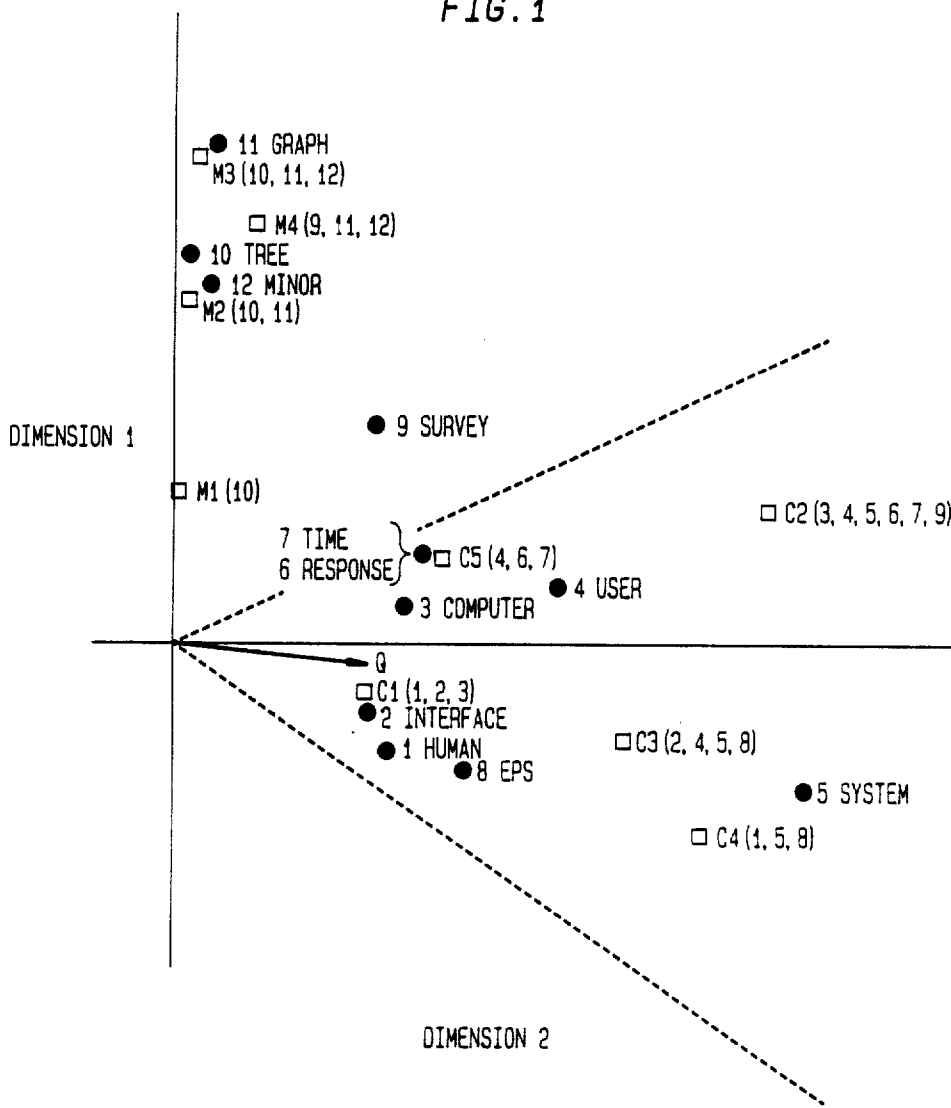 FIG. 1
11 GRAPH
M3 (10, 11, 12)
M4 (9, 11, 12)
10 TREE
12 MINOR
M2 (10, 11)
9 SURVEY
DIMENSION 1
M1 (10)
C2 (3, 4, 5, 6, 7, 9)
7 TIME
6 RESPONSE
C5 (4, 6, 7)
4 USER
3 COMPUTER
Q
C1 (1, 2, 3)
2 INTERFACE
1 HUMAN
C3 (2, 4, 5, 8)
8 EPS
5 SYSTEM
C4 (1, 5, 8)
DIMENSION 2